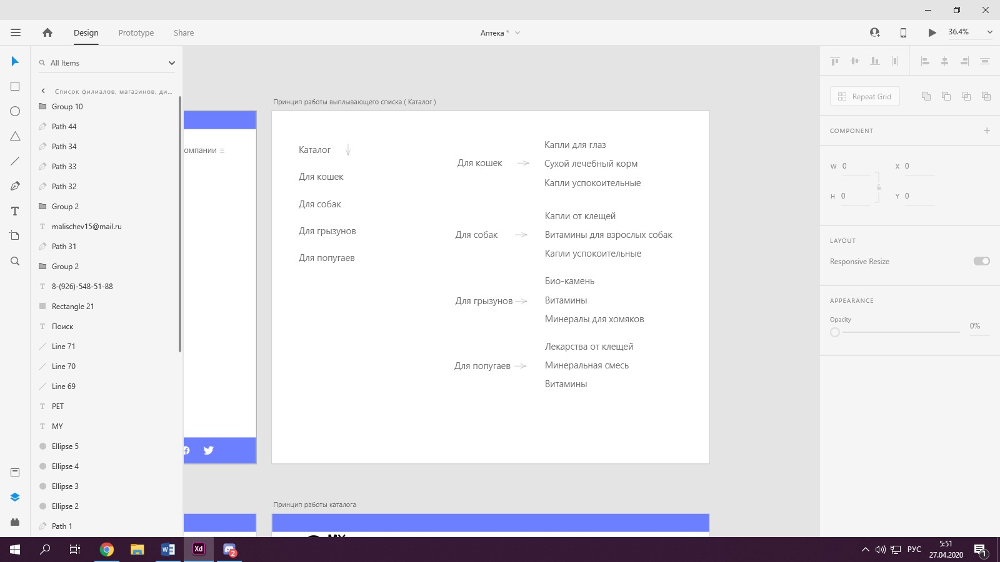 Design
Prototype
Share
Аптека *
36.4%
All Items
Список филиалов, магазинов, ди...
Group 10
Path 44
Path 34
Path 33
Path 32
Group 2
malischev15@mail.ru
Path 31
Group 2
8-(926)-548-51-88
Rectangle 21
Поиск
Line 71
Line 70
Line 69
PET
MY
Ellipse 5
Ellipse 4
Ellipse 3
Ellipse 2
Path 1
омпании
Принцип работы выплывающего списка ( Каталог )
Каталог
Для кошек
Для собак
Для грызунов
Для попугаев
Для кошек
Капли для глаз
Сухой лечебный корм
Капли успокоительные
Для собак
Капли от клещей
Витамины для взрослых собак
Капли успокоительные
Для грызунов
Био-камень
Витамины
Минералы для хомяков
Для попугаев
Лекарства от клещей
Минеральная смесь
Витамины
Принцип работы каталога
MY
Repeat Grid
COMPONENT
W 0
X 0
H 0
Y 0
LAYOUT
Responsive Resize
APPEARANCE
Opacity
0%
Xd
2
РУС
5:51
27.04.2020
1